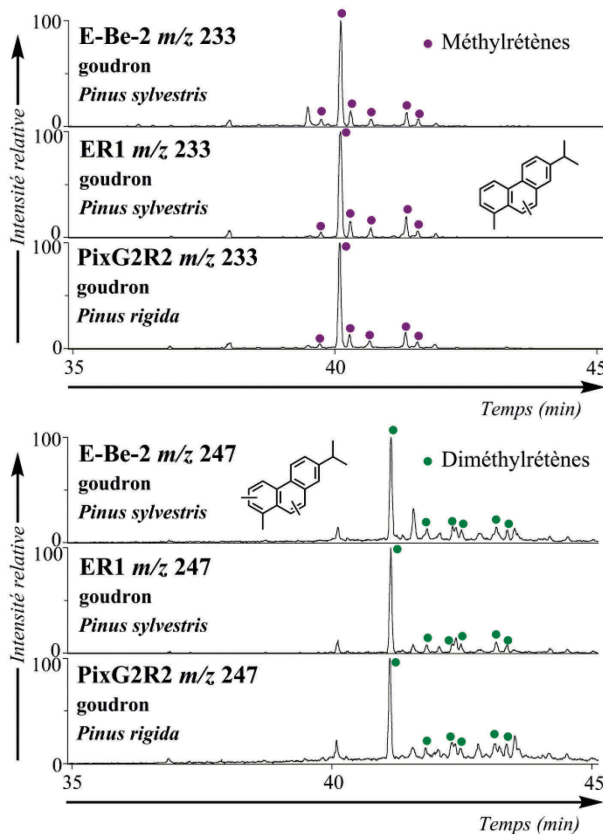 100
E-Be-2 m/z 233
goudron
Pinus sylvestris
Méthylrétènes
0
100
ER1 m/z 233
goudron
Pinus sylvestris
0
100
PixG2R2 m/z 233
goudron
Pinus rigida
0
Intensité relative
35
40
45
Temps (min)
100
E-Be-2 m/z 247
goudron
Pinus sylvestris
Diméthylrétènes
0
100
ER1 m/z 247
goudron
Pinus sylvestris
0
100
PixG2R2 m/z 247
goudron
Pinus rigida
0
Intensité relative
35
40
45
Temps (min)